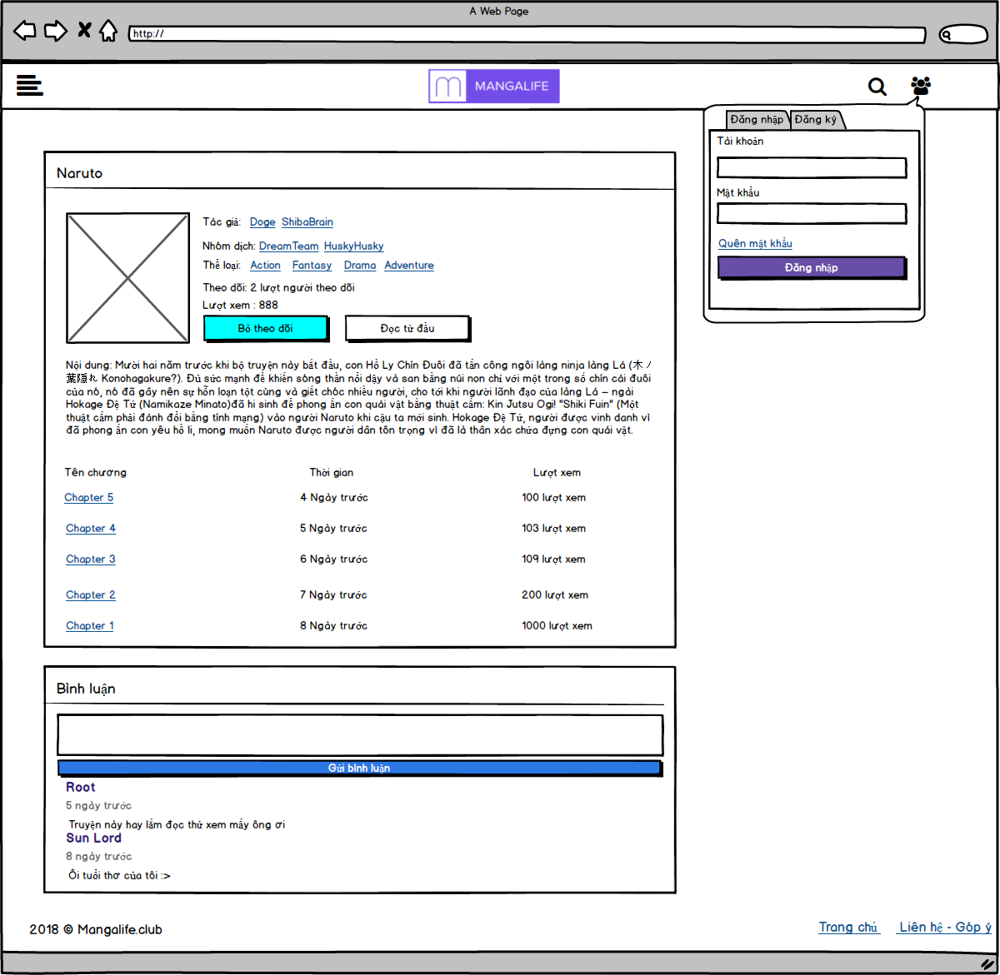 A Web Page
http://
m MANGALIFE
Đăng nhập Đăng ký
Tài khoản
Mật khẩu
Quên mật khẩu
Đăng nhập
Naruto
Tác giả: Doge ShibaBrain
Nhóm dịch: DreamTeam HuskyHusky
Thể loại: Action Fantasy Drama Adventure
Theo dõi: 2 lượt người theo dõi
Lượt xem : 888
Bỏ theo dõi Đọc từ đầu
Nội dung: Mười hai năm trước khi bộ truyện này bắt đầu, con Hồ Ly Chín Đuôi đã tấn công ngôi làng ninja làng Lá (木ノ
葉隠れ Konohagakure?). Đủ sức mạnh để khiến sóng thần nổi dậy và san bằng núi non chỉ với một trong số chín cái đuôi
của nó, nó đã gây nên sự hỗn loạn tột cùng và giết chóc nhiều người, cho tới khi người lãnh đạo của làng Lá – ngài
Hokage Đệ Tứ (Namikaze Minato)đã hi sinh để phong ấn con quái vật bằng thuật cấm: Kin Jutsu Ogi! "Shiki Fuin" (Một
thuật cấm phải đánh đổi bằng tính mạng) vào người Naruto khi cậu ta mới sinh. Hokage Đệ Tứ, người được vinh danh vì
đã phong ấn con yêu hồ li, mong muốn Naruto được người dân tôn trọng vì đã là thân xác chứa đựng con quái vật.
Tên chương Thời gian Lượt xem
Chapter 5 4 Ngày trước 100 lượt xem
Chapter 4 5 Ngày trước 103 lượt xem
Chapter 3 6 Ngày trước 109 lượt xem
Chapter 2 7 Ngày trước 200 lượt xem
Chapter 1 8 Ngày trước 1000 lượt xem
Bình luận
Gửi bình luận
Root
5 ngày trước
Truyện này hay lắm đọc thử xem mấy ông ơi
Sun Lord
8 ngày trước
Ôi tuổi thơ của tôi :>
2018 © Mangalife.club
Trang chủ Liên hệ - Góp ý